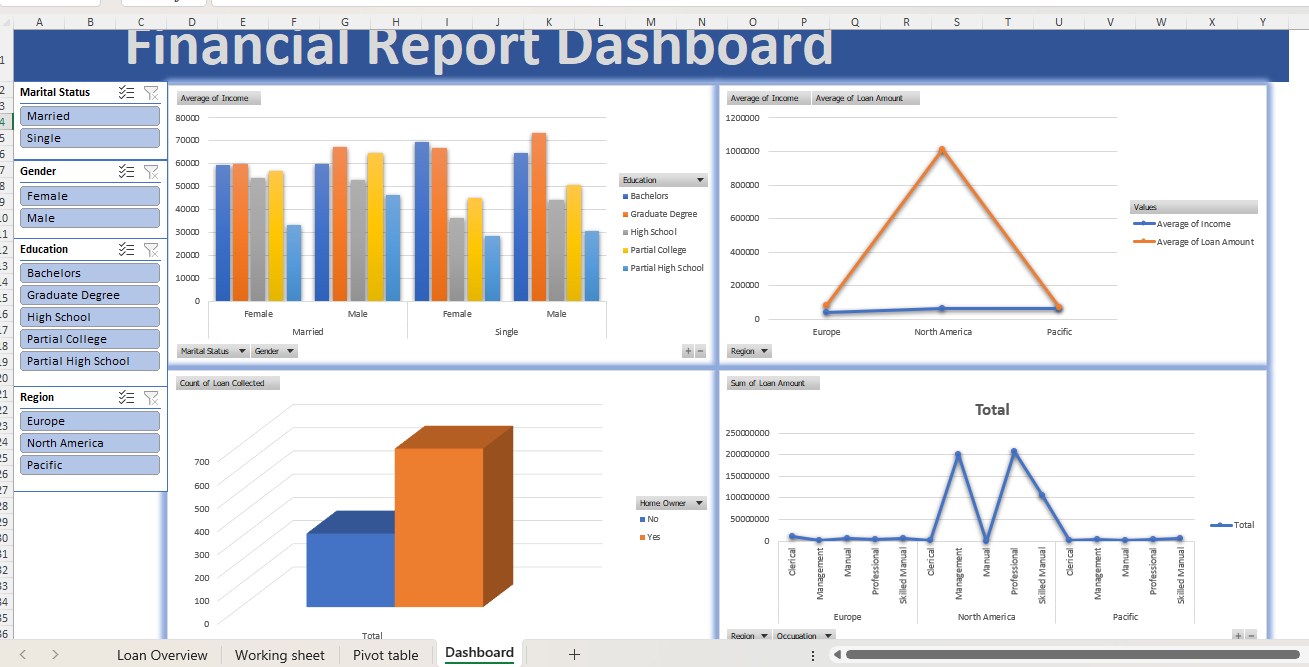 A B C D E F G H I J K L M N O P Q R S T U V W X Y
Financial Report Dashboard
Marital Status
Married
Single
Gender
Female
Male
Education
Bachelors
Graduate Degree
High School
Partial College
Partial High School
Region
Europe
North America
Pacific
Average of Income
80000
70000
60000
50000
40000
30000
20000
10000
0
Female Male Female Male
Married Single
Education
Bachelors
Graduate Degree
High School
Partial College
Partial High School
Marital Status Gender
+ −
Average of Income Average of Loan Amount
1200000
1000000
800000
600000
400000
200000
0
Europe North America Pacific
Values
Average of Income
Average of Loan Amount
Region
Count of Loan Collected
700
600
500
400
300
200
100
0
Total
Home Owner
No
Yes
Sum of Loan Amount
Total
250000000
200000000
150000000
100000000
50000000
0
Clerical Management Manual Professional Skilled Manual Clerical Management Manual Professional Skilled Manual Clerical Management Manual Professional Skilled Manual
Europe North America Pacific
Total
Region Occupation
+ −
Loan Overview Working sheet Pivot table Dashboard +